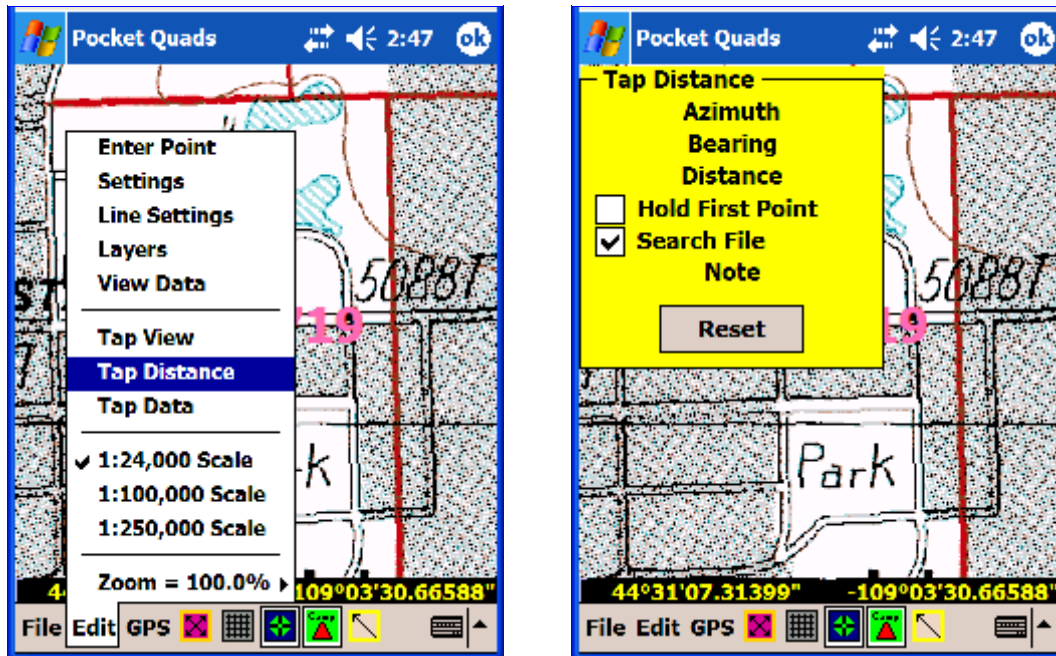 Pocket Quads 2:47 ok
Enter Point
Settings
Line Settings
Layers
View Data
Tap View
Tap Distance
Tap Data
1:24,000 Scale
1:100,000 Scale
1:250,000 Scale
Zoom = 100.0%
5088T
109°03'30.66588"
File Edit GPS Comp
Pocket Quads 2:47 ok
Tap Distance
Azimuth
Bearing
Distance
Hold First Point
Search File
Note
Reset
5088T
Park
44°31'07.31399" -109°03'30.66588"
File Edit GPS Comp